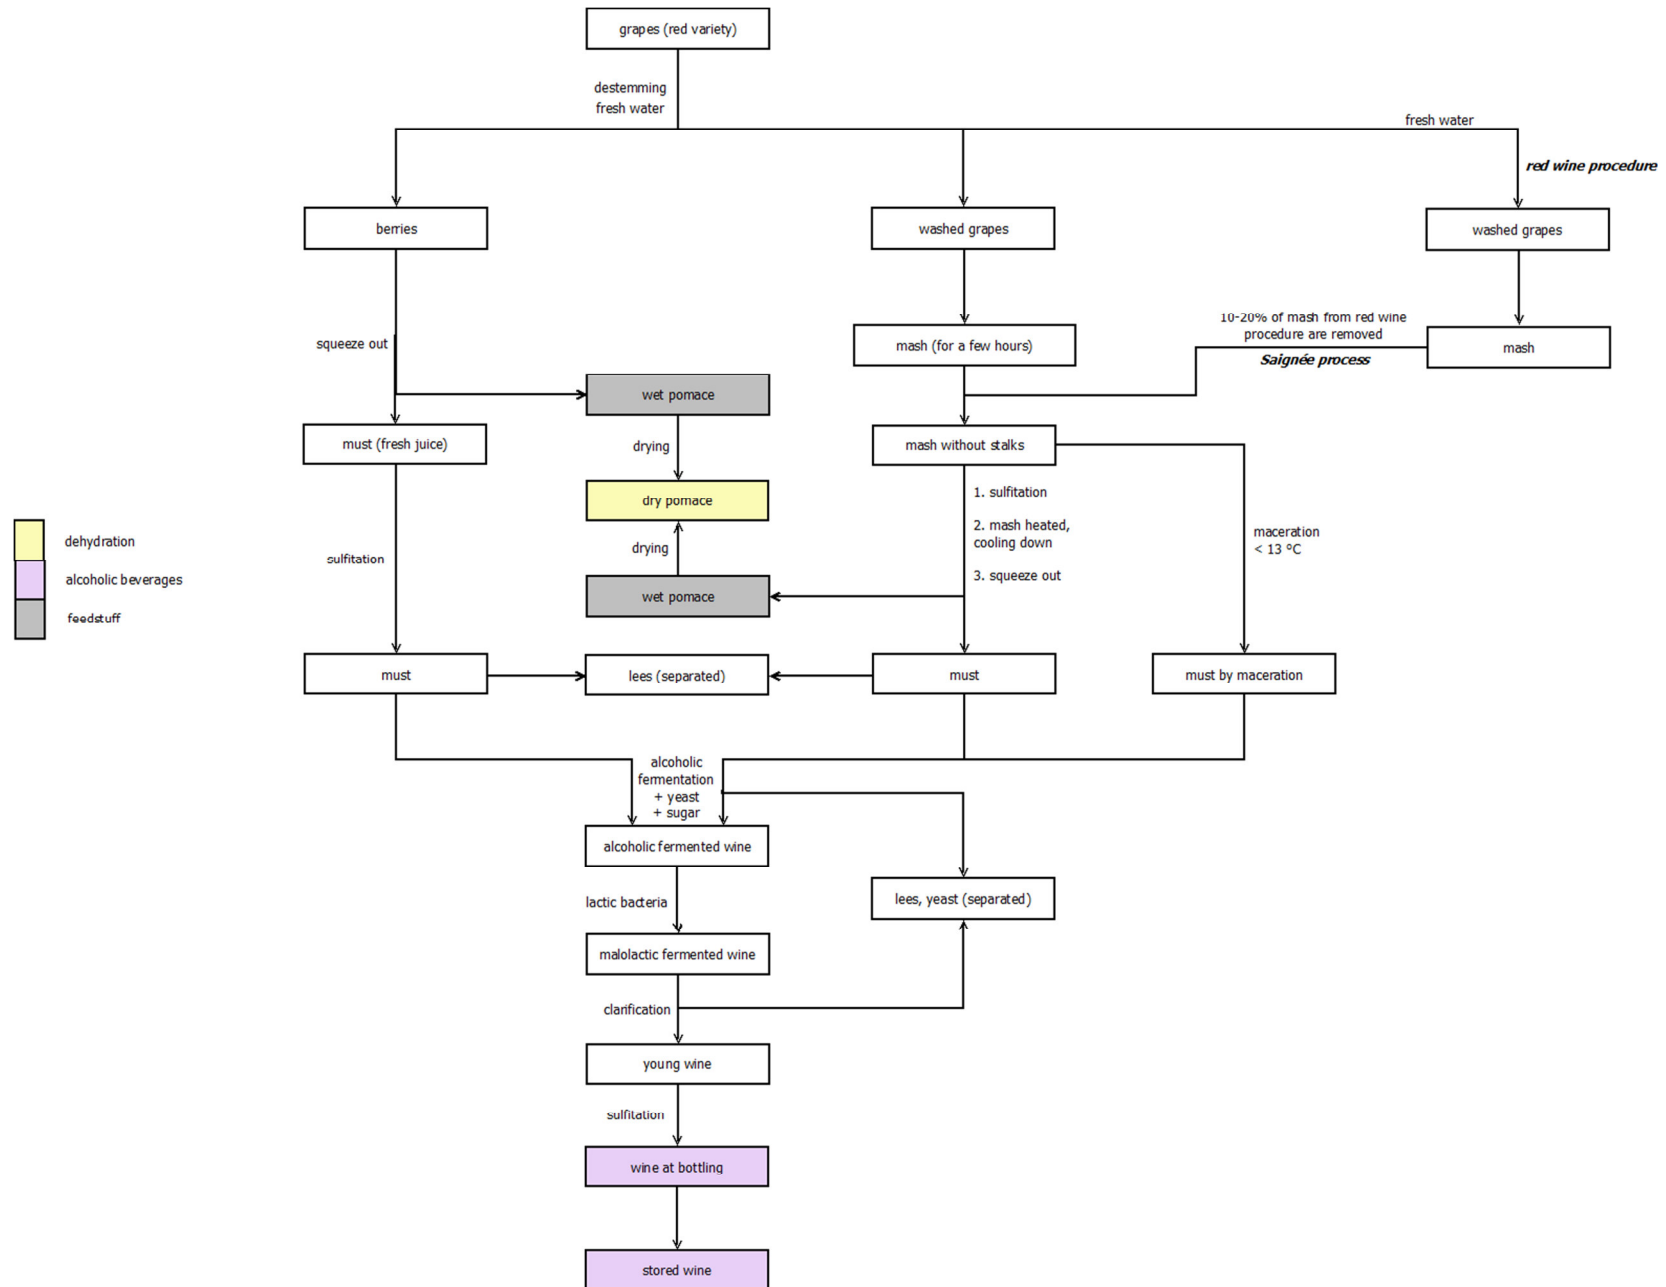 grapes (red variety)
destemming
fresh water
fresh water
red wine procedure
berries
washed grapes
washed grapes
squeeze out
mash (for a few hours)
10-20% of mash from red wine
procedure are removed
Saignée process
mash
wet pomace
must (fresh juice)
drying
mash without stalks
dry pomace
1. sulfitation
2. mash heated,
cooling down
3. squeeze out
maceration
< 13 ºC
dehydration
alcoholic beverages
feedstuff
sulfitation
drying
wet pomace
must
lees (separated)
must
must by maceration
alcoholic
fermentation
+ yeast
+ sugar
alcoholic fermented wine
lees, yeast (separated)
lactic bacteria
malolactic fermented wine
clarification
young wine
sulfitation
wine at bottling
stored wine